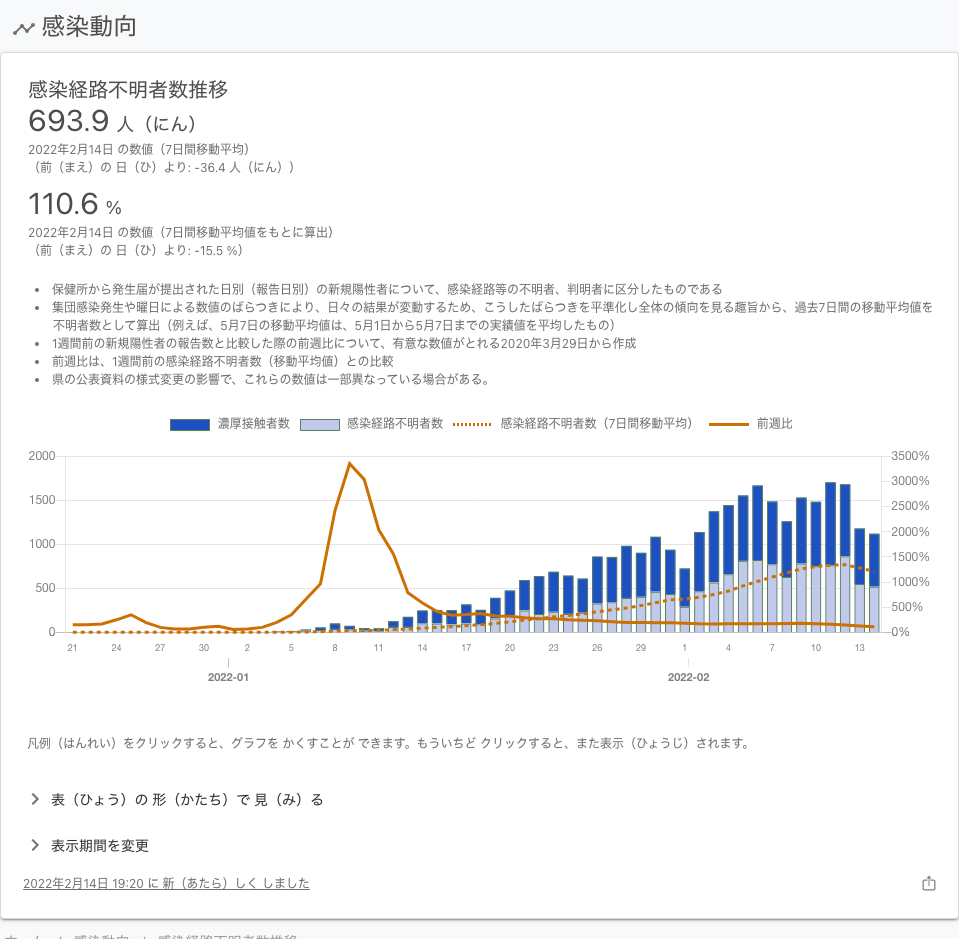 感染動向
感染経路不明者数推移
693.9 人（にん）
2022年2月14日 の数値（7日間移動平均）
（前（まえ）の 日（ひ）より: -36.4 人（にん））
110.6 %
2022年2月14日 の数値（7日間移動平均値をもとに算出）
（前（まえ）の 日（ひ）より: -15.5 %）
• 保健所から発生届が提出された日別（報告日別）の新規陽性者について、感染経路等の不明者、判明者に区分したものである
• 集団感染発生や曜日による数値のばらつきにより、日々の結果が変動するため、こうしたばらつきを平準化し全体の傾向を見る趣旨から、過去7日間の移動平均値を
不明者数として算出（例えば、5月7日の移動平均値は、5月1日から5月7日までの実績値を平均したもの）
• 1週間前の新規陽性者の報告数と比較した際の前週比について、有意な数値がとれる2020年3月29日から作成
• 前週比は、1週間前の感染経路不明者数（移動平均値）との比較
• 県の公表資料の様式変更の影響で、これらの数値は一部異なっている場合がある。
濃厚接触者数 感染経路不明者数 感染経路不明者数（7日間移動平均） 前週比
2000 3500%
3000%
1500 2500%
2000%
1000 1500%
1000%
500 500%
0 0%
21 24 27 30 2 5 8 11 14 17 20 23 26 29 1 4 7 10 13
2022-01 2022-02
凡例（はんれい）をクリックすると、グラフを かくすことが できます。もういちど クリックすると、また表示（ひょうじ）されます。
表（ひょう）の 形（かたち）で 見（み）る
表示期間を変更
2022年2月14日 19:20 に 新（あたら）しく しました